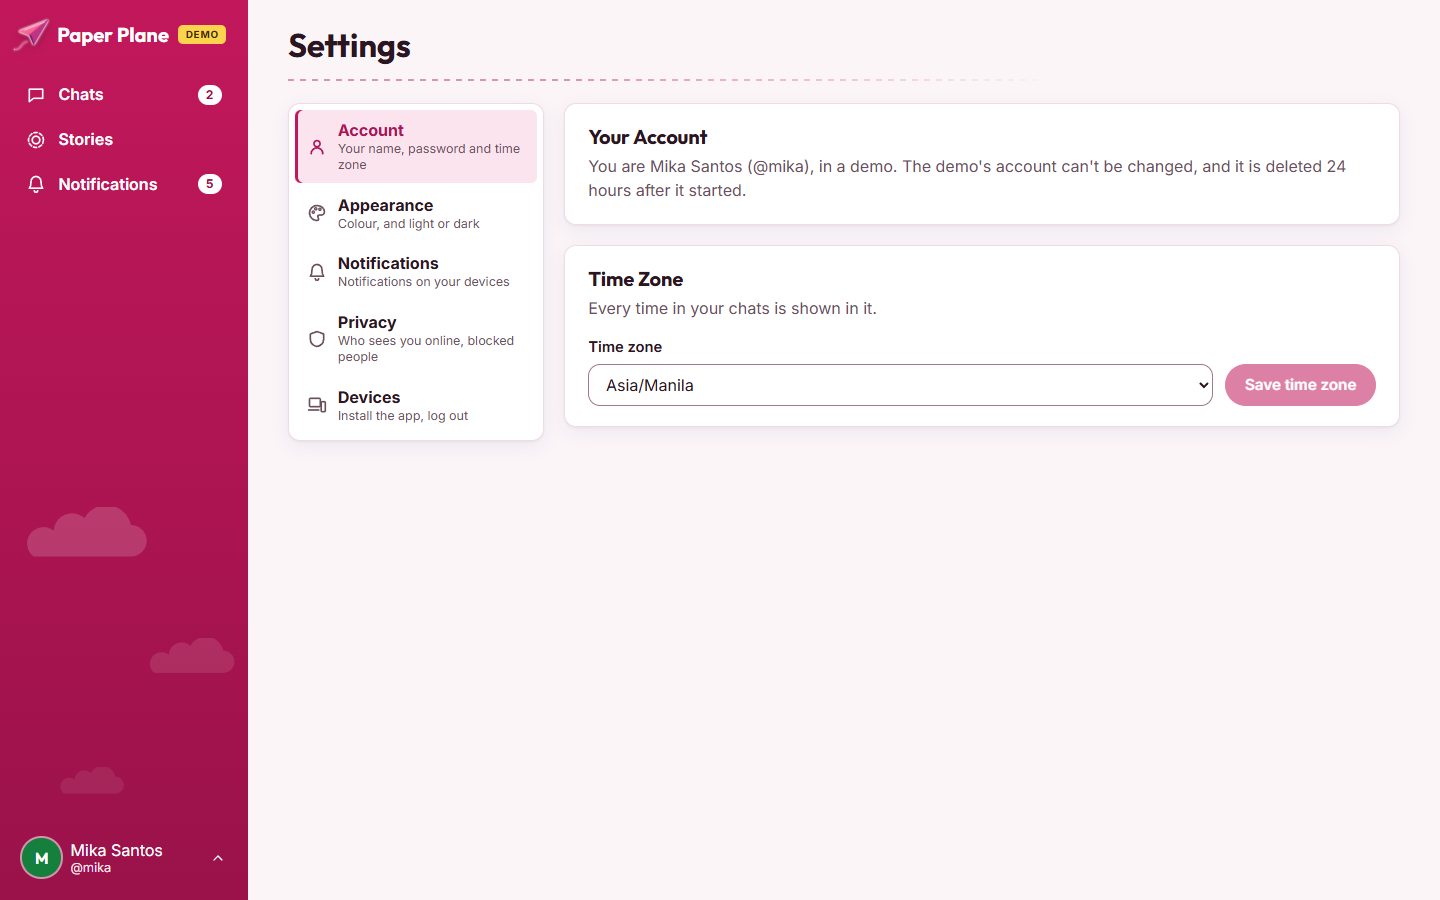 Paper Plane DEMO
Chats 2
Stories
Notifications 5
Settings
Account
Your name, password and time
zone
Appearance
Colour, and light or dark
Notifications
Notifications on your devices
Privacy
Who sees you online, blocked
people
Devices
Install the app, log out
Your Account
You are Mika Santos (@mika), in a demo. The demo's account can't be changed, and it is deleted 24
hours after it started.
Time Zone
Every time in your chats is shown in it.
Time zone
Asia/Manila
Save time zone
M
Mika Santos
@mika